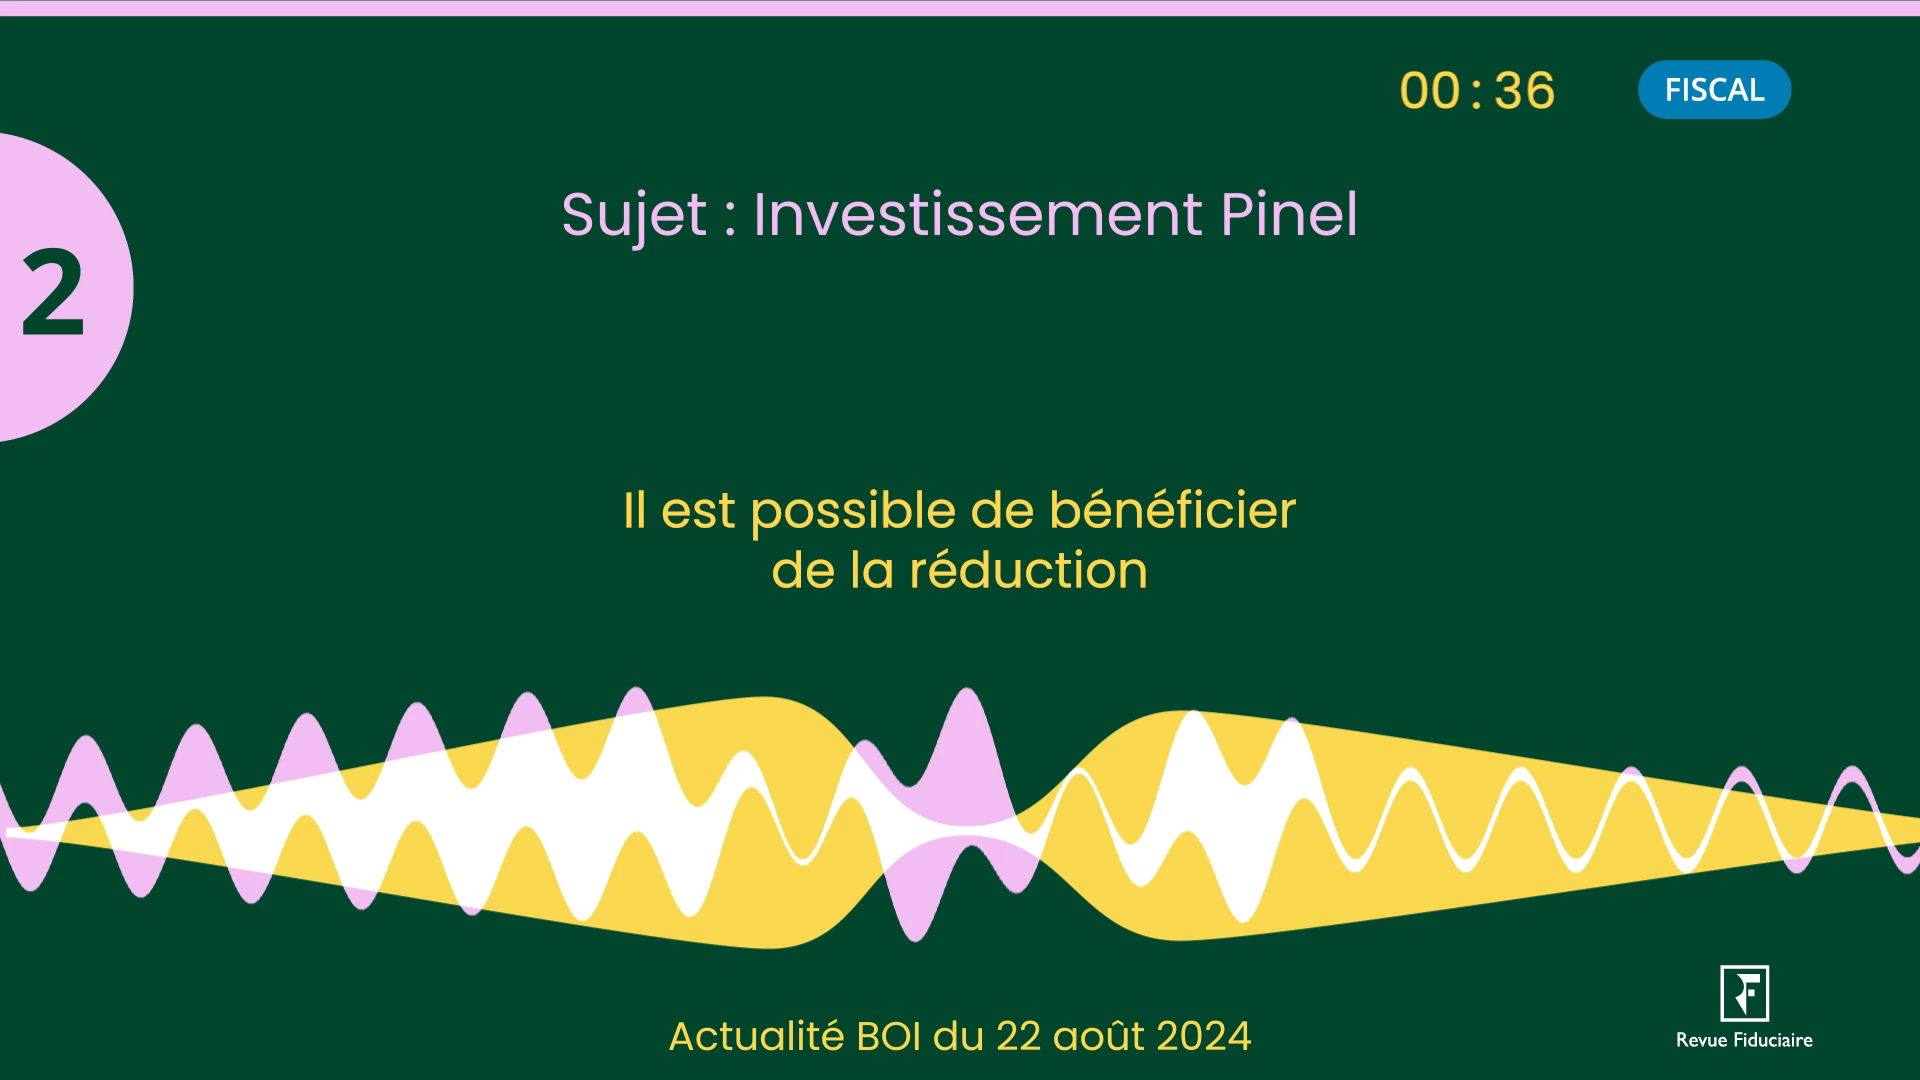 00:36
FISCAL
Sujet : Investissement Pinel
2
Il est possible de bénéficier
de la réduction
Actualité BOI du 22 août 2024
RF
Revue Fiduciaire